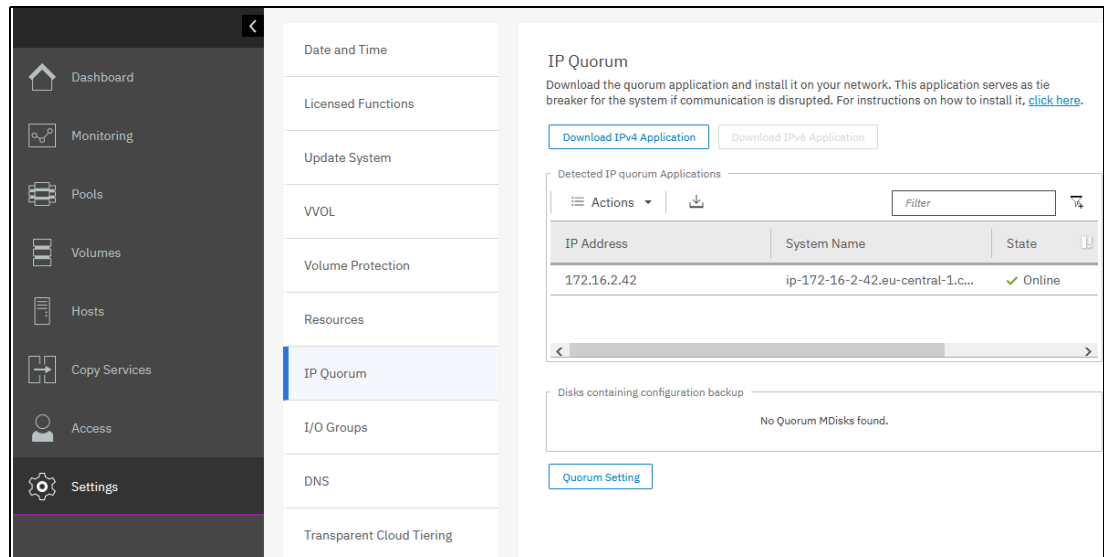 Dashboard
Monitoring
Pools
Volumes
Hosts
Copy Services
Access
Settings
Date and Time
Licensed Functions
Update System
VVOL
Volume Protection
Resources
IP Quorum
I/O Groups
DNS
Transparent Cloud Tiering
IP Quorum
Download the quorum application and install it on your network. This application serves as tie
breaker for the system if communication is disrupted. For instructions on how to install it, click here.
Download IPv4 Application
Download IPv6 Application
Detected IP quorum Applications
Actions
Filter
IP Address System Name State
172.16.2.42 ip-172-16-2-42.eu-central-1.c... Online
Disks containing configuration backup
No Quorum MDisks found.
Quorum Setting